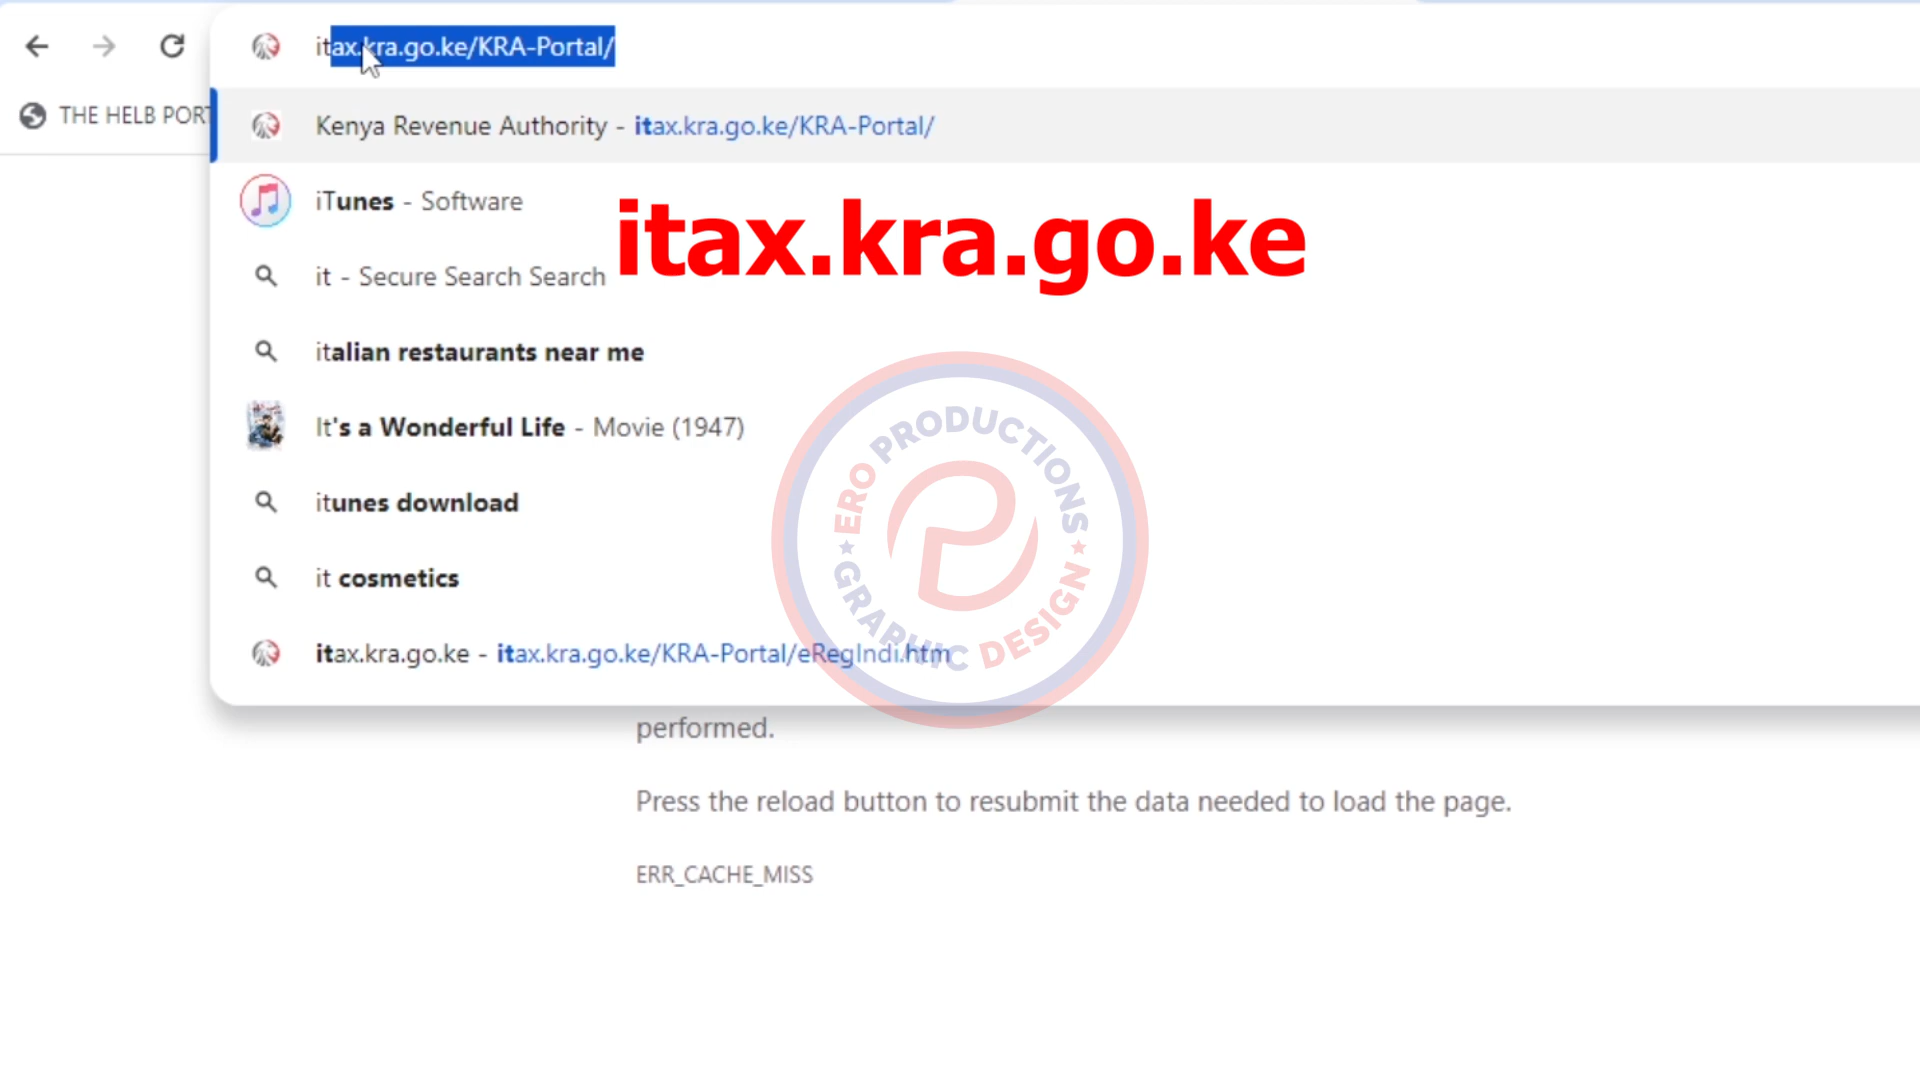 itax.kra.go.ke/KRA-Portal/
THE HELB PORT
Kenya Revenue Authority - itax.kra.go.ke/KRA-Portal/
iTunes - Software
itax.kra.go.ke
it - Secure Search Search
italian restaurants near me
It's a Wonderful Life - Movie (1947)
itunes download
it cosmetics
itax.kra.go.ke - itax.kra.go.ke/KRA-Portal/eRegIndi.htm
ERO PRODUCTIONS
GRAPHIC DESIGN
performed.
Press the reload button to resubmit the data needed to load the page.
ERR_CACHE_MISS